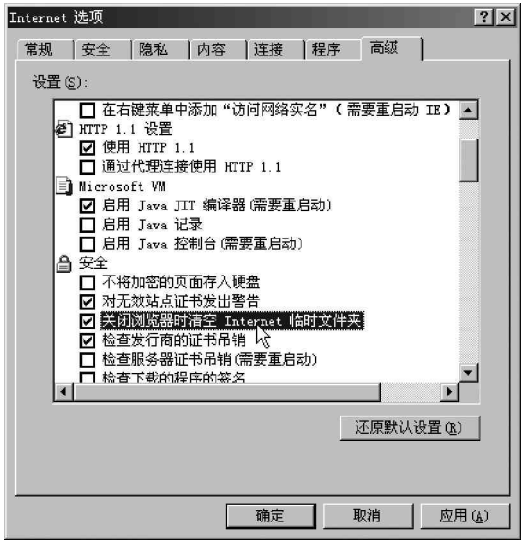 Internet 选项
常规 安全 隐私 内容 连接 程序 高级
设置(S):
在右键菜单中添加“访问网络实名”(需要重启动 IE)
HTTP 1.1 设置
使用 HTTP 1.1
通过代理连接使用 HTTP 1.1
Microsoft VM
启用 Java JIT 编译器(需要重启动)
启用 Java 记录
启用 Java 控制台(需要重启动)
安全
不将加密的页面存入硬盘
对无效站点证书发出警告
关闭浏览器时清空 Internet 临时文件夹
检查发行商的证书吊销
检查服务器证书吊销(需要重启动)
检查下载的程序的签名
还原默认设置(R)
确定 取消 应用(A)